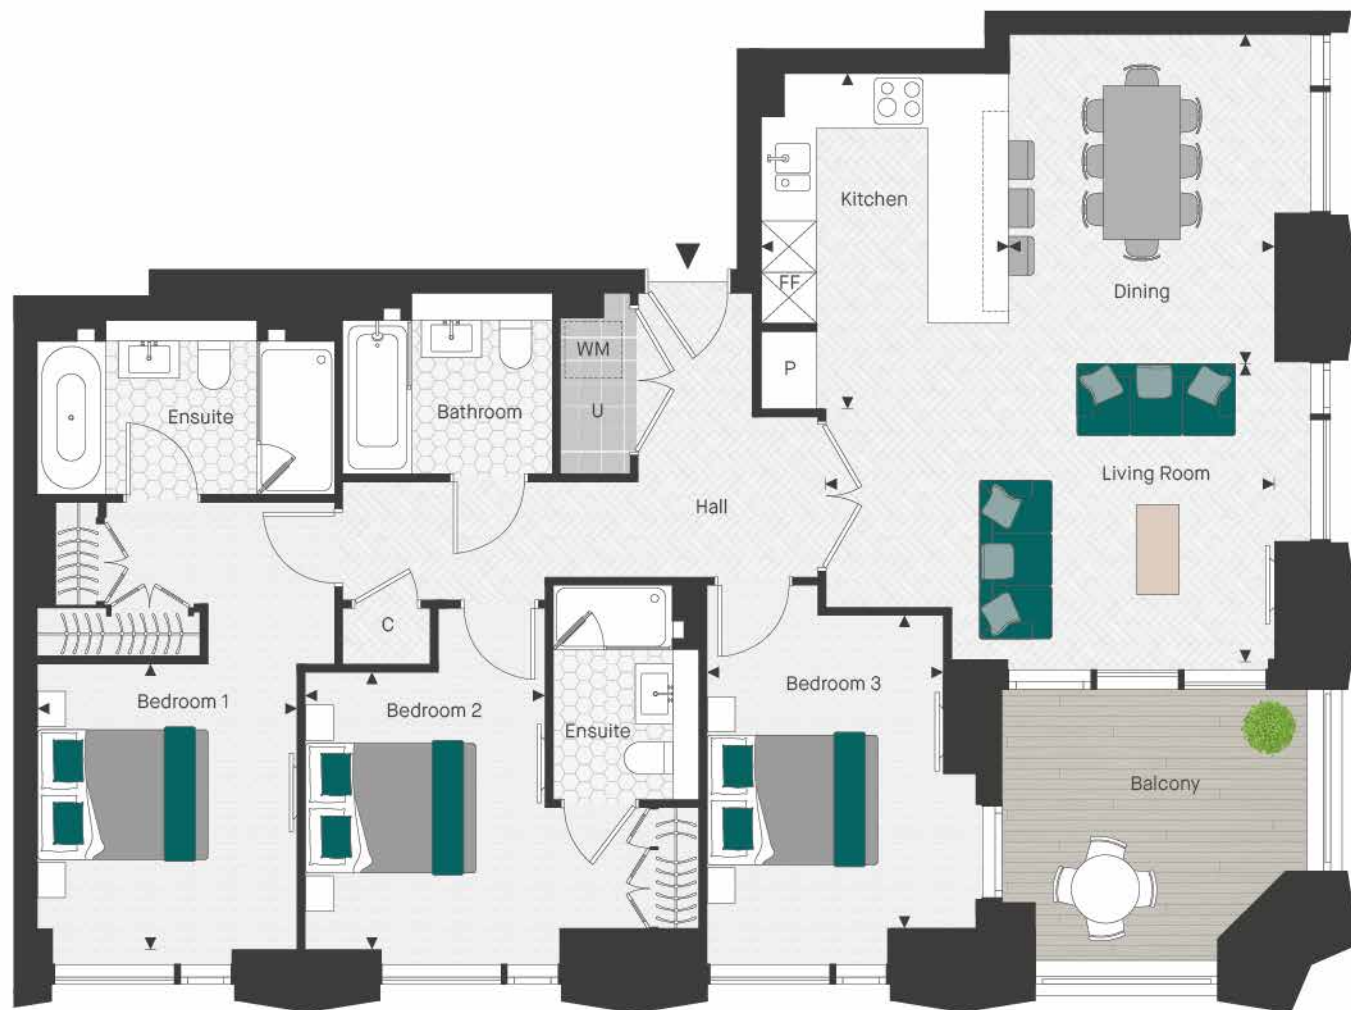 Kitchen
FF
Dining
WM
P
Ensuite
Bathroom
U
Living Room
Hall
C
Bedroom 1
Bedroom 2
Ensuite
Bedroom 3
Balcony